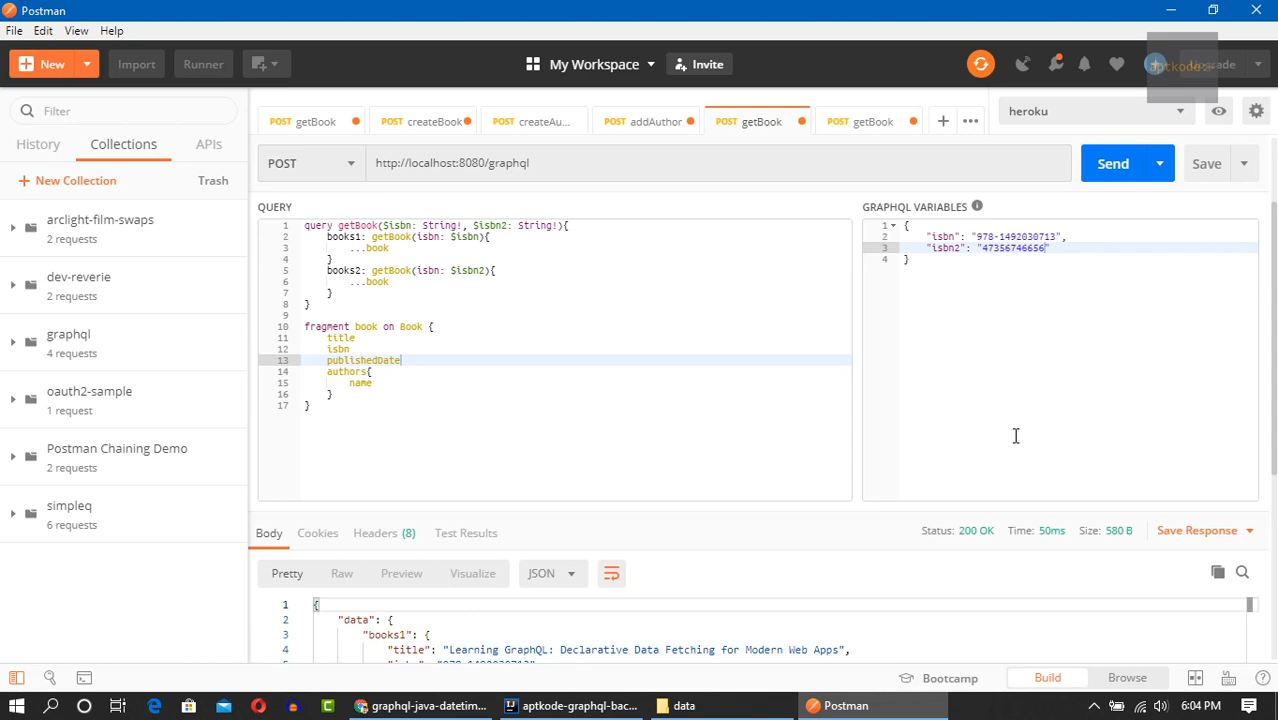 Postman
File Edit View Help
New Import Runner My Workspace Invite aptkode Upgrade
Filter
History Collections APIs
New Collection Trash
arclight-film-swaps
2 requests
dev-reverie
2 requests
graphql
4 requests
oauth2-sample
1 request
Postman Chaining Demo
2 requests
simpleq
6 requests
POST getBook POST createBook POST createAu... POST addAuthor POST getBook POST getBook + ••• heroku
POST http://localhost:8080/graphql Send Save
QUERY
1 query getBook($isbn: String!, $isbn2: String!){
2 books1: getBook(isbn: $isbn){
3 ...book
4 }
5 books2: getBook(isbn: $isbn2){
6 ...book
7 }
8 }
9
10 fragment book on Book {
11 title
12 isbn
13 publishedDate
14 authors{
15 name
16 }
17 }
GRAPHQL VARIABLES
1 {
2 "isbn": "978-1492030713",
3 "isbn2": "47356746656"
4 }
Body Cookies Headers (8) Test Results Status: 200 OK Time: 50ms Size: 580 B Save Response
Pretty Raw Preview Visualize JSON
1 {
2 "data": {
3 "books1": {
4 "title": "Learning GraphQL: Declarative Data Fetching for Modern Web Apps",
Bootcamp Build Browse
graphql-java-datetim... aptkode-graphql-bac... data Postman 6:04 PM